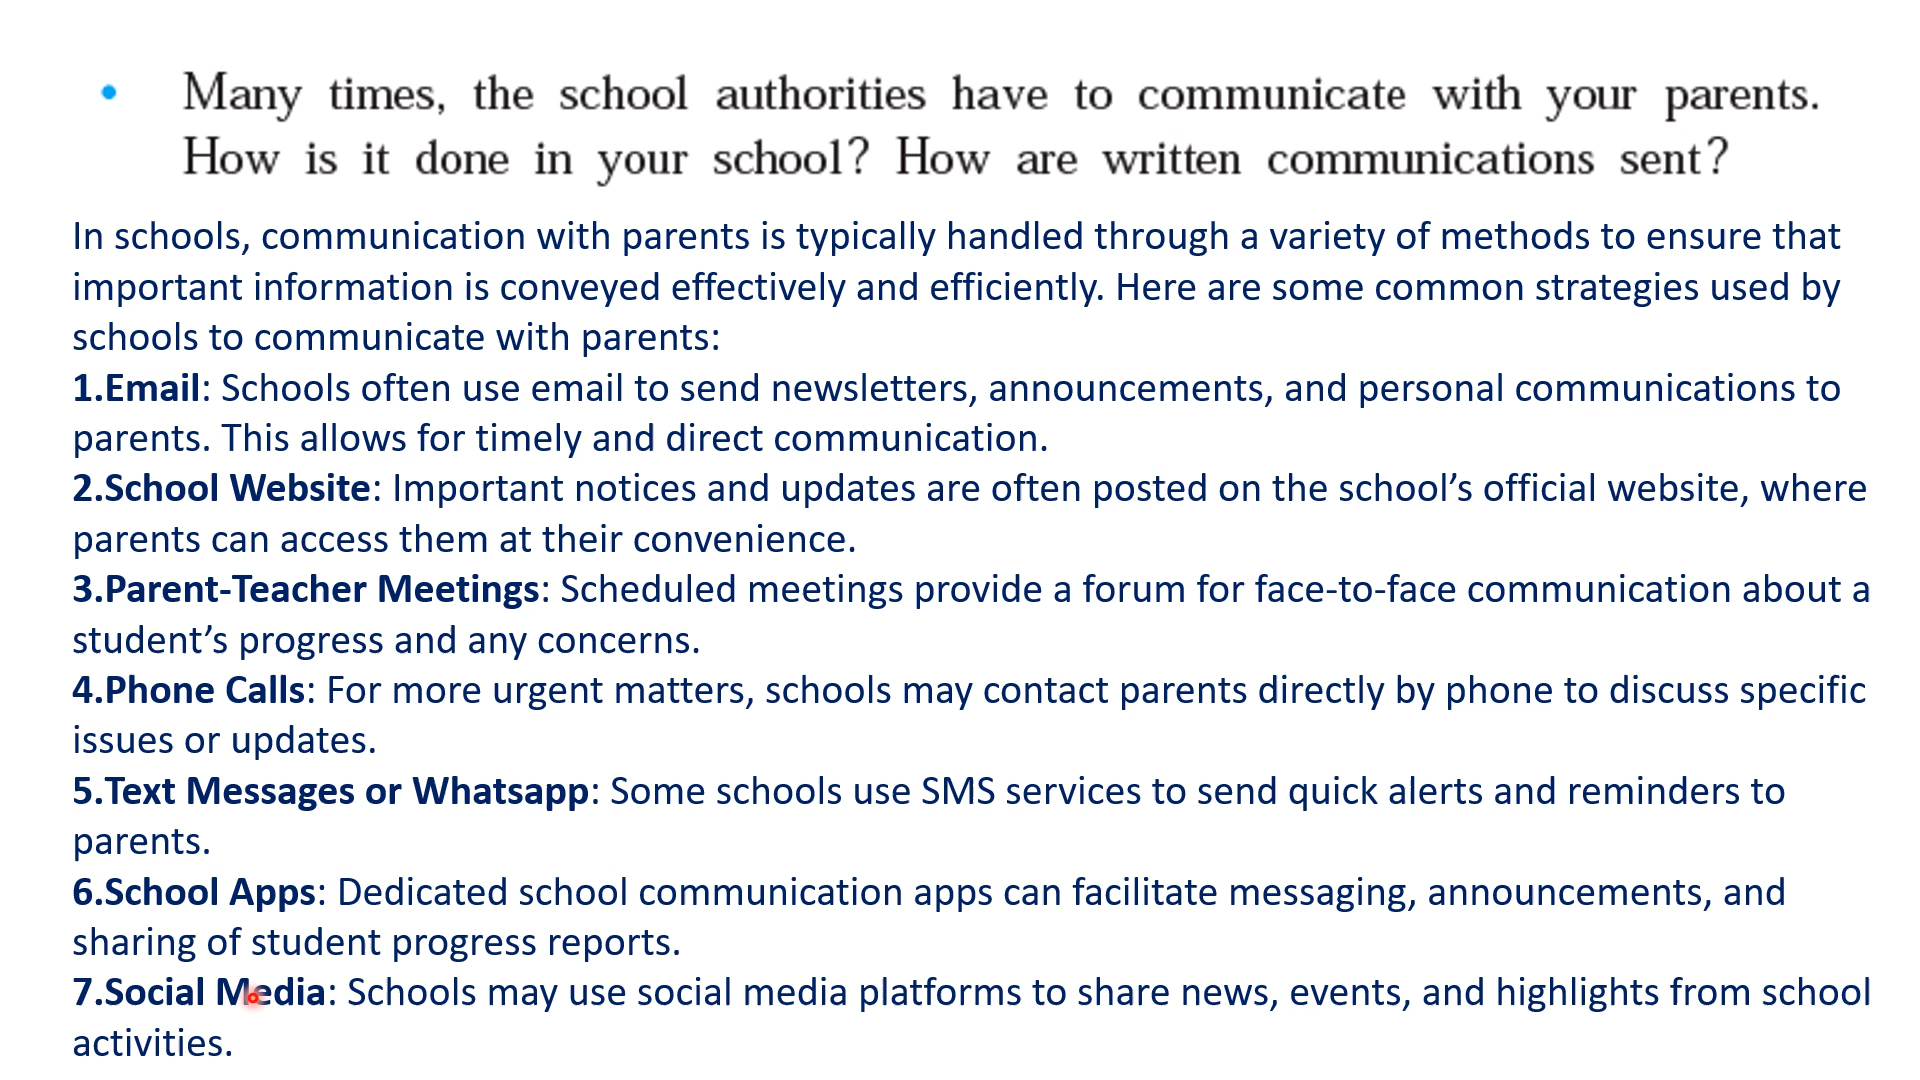 • Many times, the school authorities have to communicate with your parents.
How is it done in your school? How are written communications sent?
In schools, communication with parents is typically handled through a variety of methods to ensure that
important information is conveyed effectively and efficiently. Here are some common strategies used by
schools to communicate with parents:
1.Email: Schools often use email to send newsletters, announcements, and personal communications to
parents. This allows for timely and direct communication.
2.School Website: Important notices and updates are often posted on the school’s official website, where
parents can access them at their convenience.
3.Parent-Teacher Meetings: Scheduled meetings provide a forum for face-to-face communication about a
student’s progress and any concerns.
4.Phone Calls: For more urgent matters, schools may contact parents directly by phone to discuss specific
issues or updates.
5.Text Messages or Whatsapp: Some schools use SMS services to send quick alerts and reminders to
parents.
6.School Apps: Dedicated school communication apps can facilitate messaging, announcements, and
sharing of student progress reports.
7.Social Media: Schools may use social media platforms to share news, events, and highlights from school
activities.